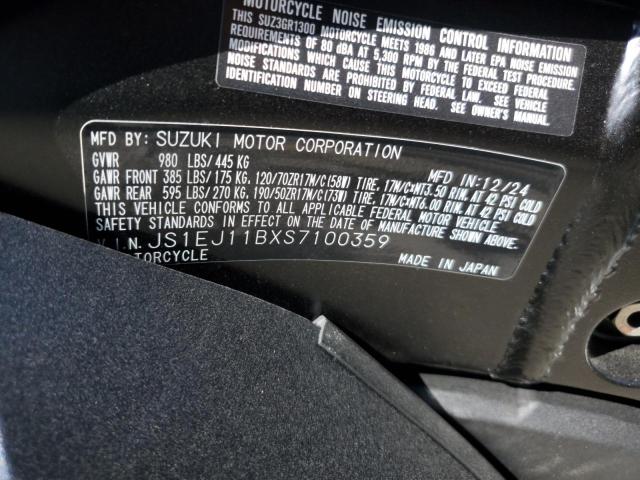 MOTORCYCLE NOISE EMISSION CONTROL INFORMATION
THIS SUZ3GR1300 MOTORCYCLE MEETS 1986 AND LATER EPA NOISE EMISSION
REQUIREMENTS OF 80 dBA AT 5,300 RPM BY THE FEDERAL TEST PROCEDURE.
MODIFICATIONS WHICH CAUSE THIS MOTORCYCLE TO EXCEED FEDERAL
NOISE STANDARDS ARE PROHIBITED BY FEDERAL LAW. SEE VEHICLE
IDENTIFICATION NUMBER ON STEERING HEAD. SEE OWNER'S MANUAL.
MFD BY: SUZUKI MOTOR CORPORATION
GVWR 980 LBS/445 KG MFD IN:12/24
GAWR FRONT 385 LBS/175 KG. 120/70ZR17M/C(58W) TIRE, 17M/C×MT3.50 RIM. AT 42 PSI COLD
GAWR REAR 595 LBS/270 KG. 190/50ZR17M/C(73W) TIRE, 17M/C×MT6.00 RIM. AT 42 PSI COLD
THIS VEHICLE CONFORMS TO ALL APPLICABLE FEDERAL MOTOR VEHICLE
SAFETY STANDARDS IN EFFECT ON THE DATE OF MANUFACTURE SHOWN ABOVE.
V.I.N. JS1EJ11BXS7100359
MOTORCYCLE MADE IN JAPAN